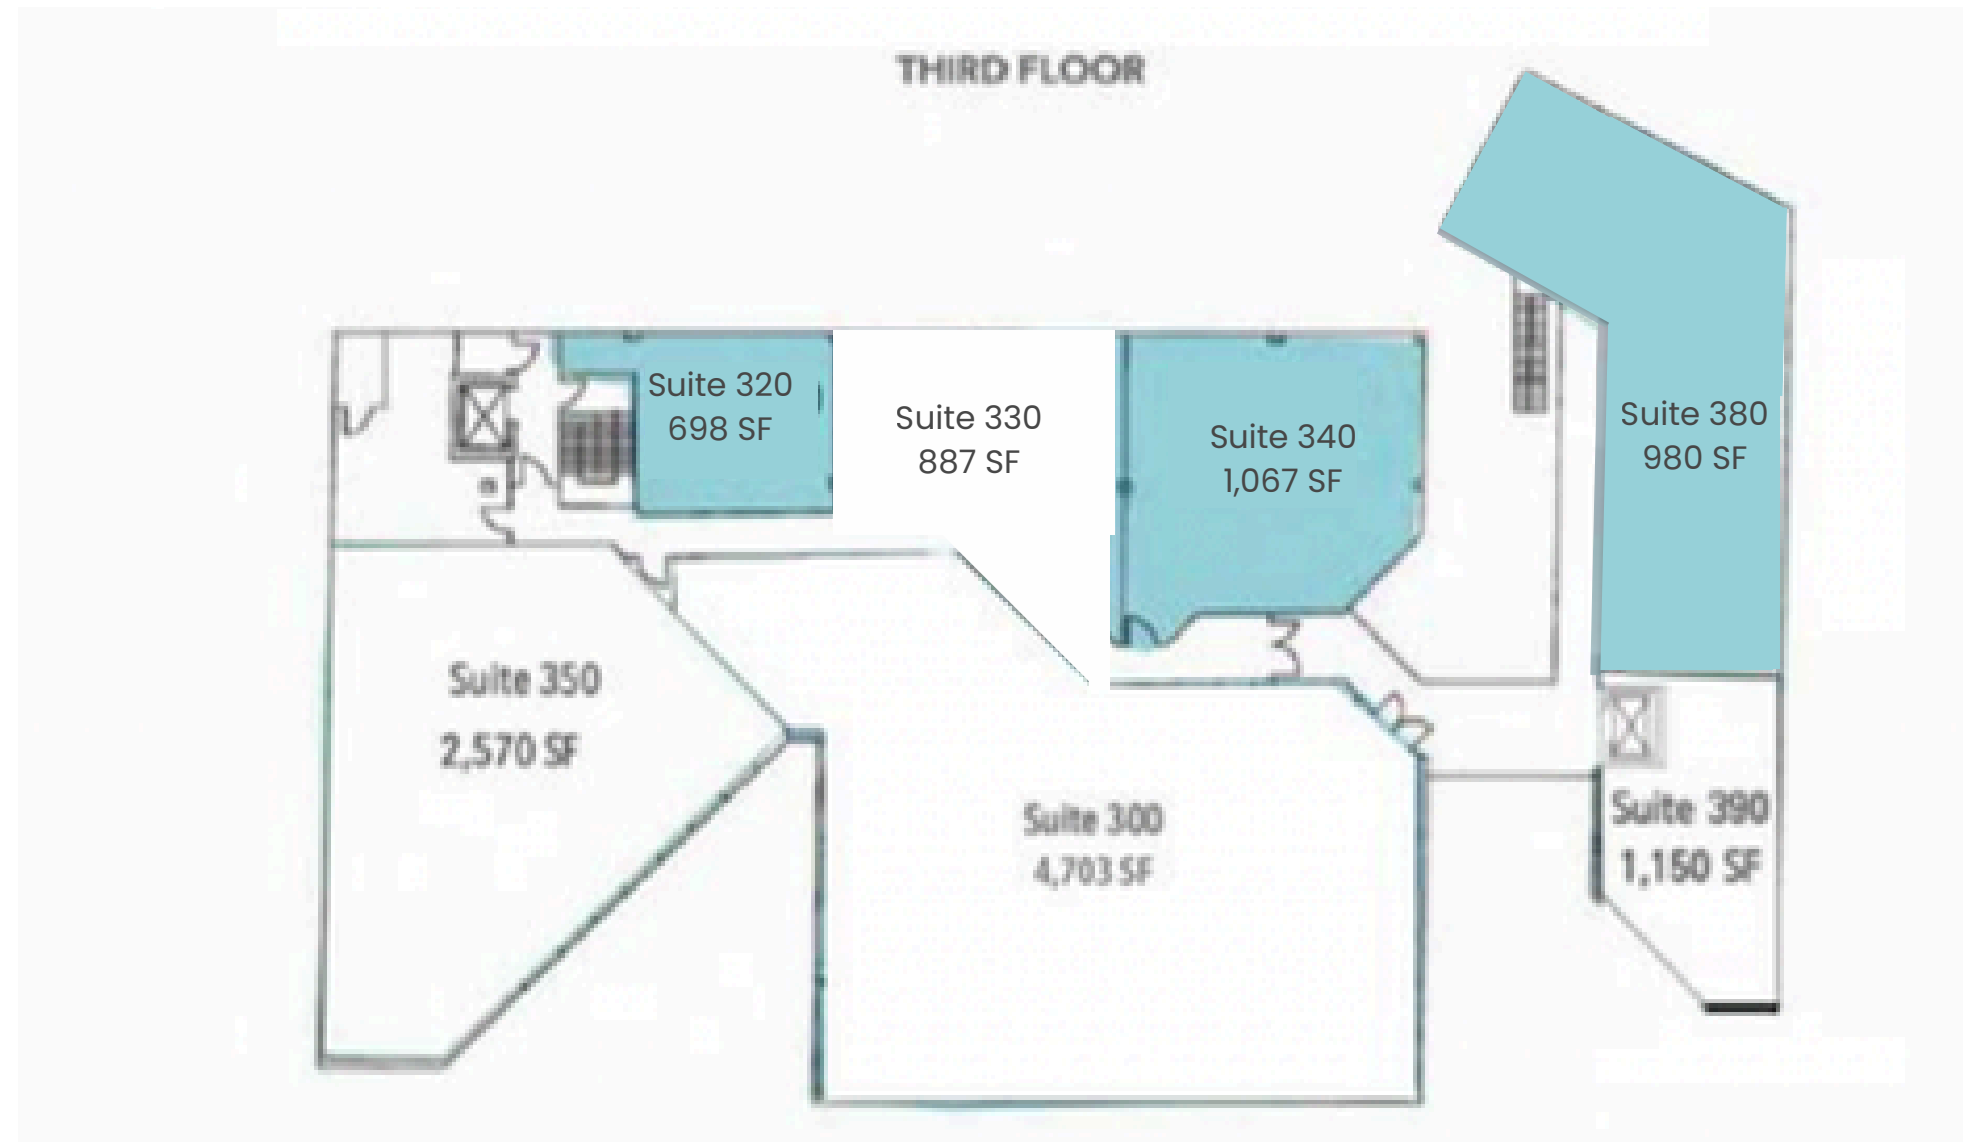 THIRD FLOOR
Suite 320
698 SF
Suite 330
887 SF
Suite 340
1,067 SF
Suite 380
980 SF
Suite 350
2,570 SF
Suite 300
4,703 SF
Suite 390
1,150 SF